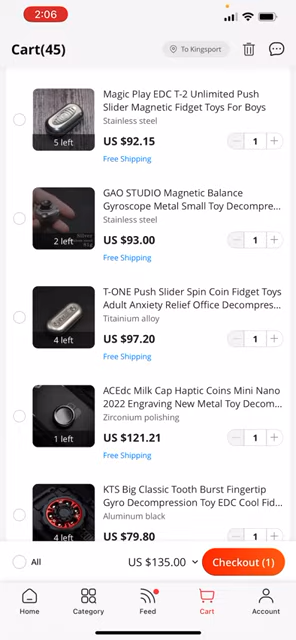 2:06
Cart(45)
To Kingsport
Magic Play EDC T-2 Unlimited Push
Slider Magnetic Fidget Toys For Boys
Stainless steel
5 left
US $92.15
1
Free Shipping
GAO STUDIO Magnetic Balance
Gyroscope Metal Small Toy Decompre...
Stainless steel
2 left
US $93.00
1
Free Shipping
T-ONE Push Slider Spin Coin Fidget Toys
Adult Anxiety Relief Office Decompres...
Titainium alloy
4 left
US $97.20
1
Free Shipping
ACEdc Milk Cap Haptic Coins Mini Nano
2022 Engraving New Metal Toy Decom...
Zirconium polishing
1 left
US $121.21
1
Free Shipping
KTS Big Classic Tooth Burst Fingertip
Gyro Decompression Toy EDC Cool Fid...
Aluminum black
4 left
US $79.80
1
All
US $135.00
Checkout (1)
Home
Category
Feed
Cart
Account